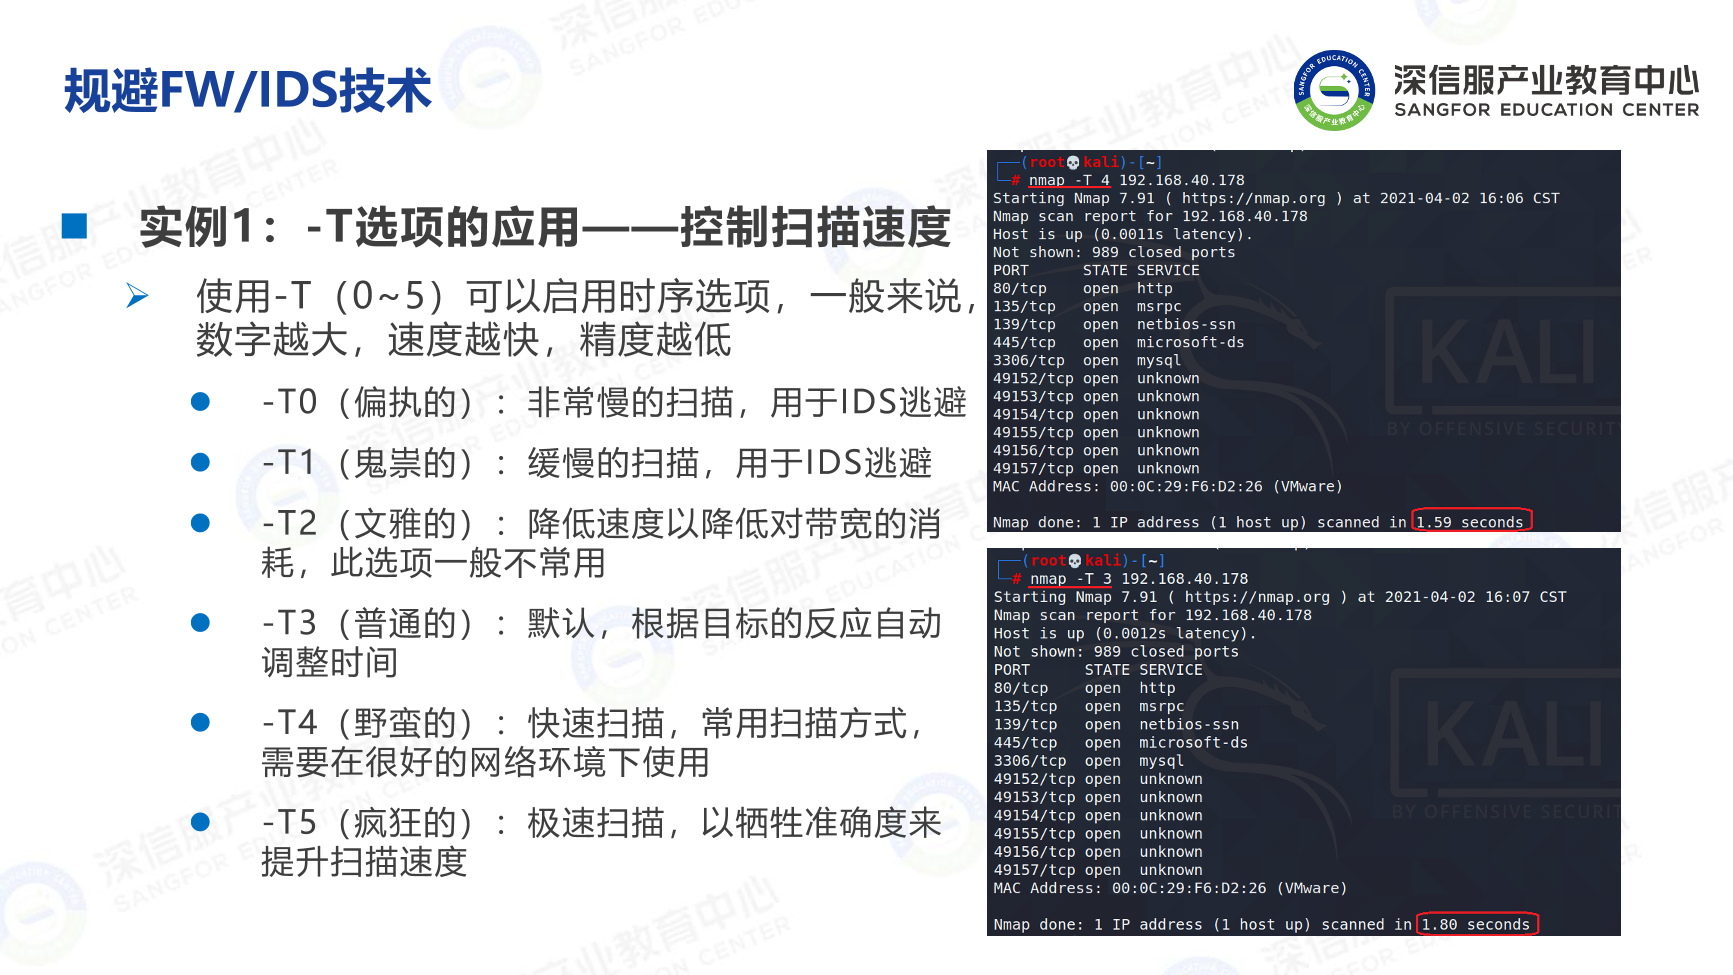 规避FW/IDS技术
深信服产业教育中心
SANGFOR EDUCATION CENTER
实例1：-T选项的应用——控制扫描速度
使用-T（0~5）可以启用时序选项，一般来说，
数字越大，速度越快，精度越低
-T0（偏执的）：非常慢的扫描，用于IDS逃避
-T1（鬼祟的）：缓慢的扫描，用于IDS逃避
-T2（文雅的）：降低速度以降低对带宽的消
耗，此选项一般不常用
-T3（普通的）：默认，根据目标的反应自动
调整时间
-T4（野蛮的）：快速扫描，常用扫描方式，
需要在很好的网络环境下使用
-T5（疯狂的）：极速扫描，以牺牲准确度来
提升扫描速度
(root💀kali)-[~]
# nmap -T 4 192.168.40.178
Starting Nmap 7.91 ( https://nmap.org ) at 2021-04-02 16:06 CST
Nmap scan report for 192.168.40.178
Host is up (0.0011s latency).
Not shown: 989 closed ports
PORT STATE SERVICE
80/tcp open http
135/tcp open msrpc
139/tcp open netbios-ssn
445/tcp open microsoft-ds
3306/tcp open mysql
49152/tcp open unknown
49153/tcp open unknown
49154/tcp open unknown
49155/tcp open unknown
49156/tcp open unknown
49157/tcp open unknown
MAC Address: 00:0C:29:F6:D2:26 (VMware)
Nmap done: 1 IP address (1 host up) scanned in 1.59 seconds
KALI
BY OFFENSIVE SECURITY
(root💀kali)-[~]
# nmap -T 3 192.168.40.178
Starting Nmap 7.91 ( https://nmap.org ) at 2021-04-02 16:07 CST
Nmap scan report for 192.168.40.178
Host is up (0.0012s latency).
Not shown: 989 closed ports
PORT STATE SERVICE
80/tcp open http
135/tcp open msrpc
139/tcp open netbios-ssn
445/tcp open microsoft-ds
3306/tcp open mysql
49152/tcp open unknown
49153/tcp open unknown
49154/tcp open unknown
49155/tcp open unknown
49156/tcp open unknown
49157/tcp open unknown
MAC Address: 00:0C:29:F6:D2:26 (VMware)
Nmap done: 1 IP address (1 host up) scanned in 1.80 seconds
KALI
BY OFFENSIVE SECURIT